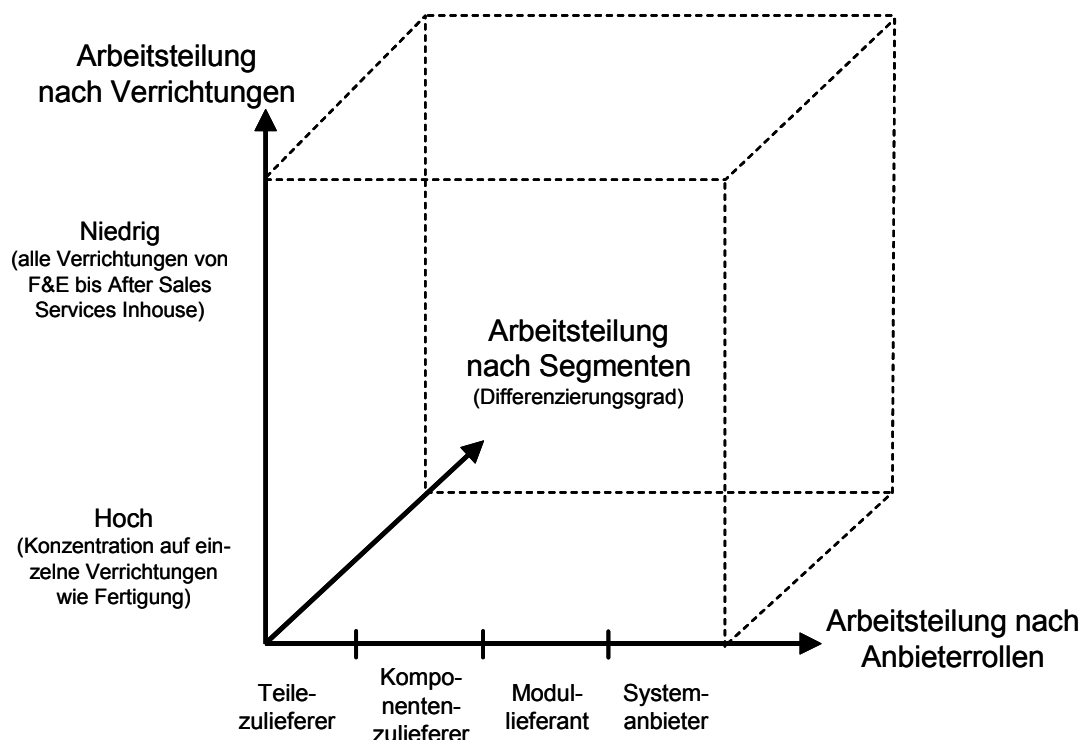 Arbeitsteilung
nach Verrichtungen
Niedrig
(alle Verrichtungen von
F&E bis After Sales
Services Inhouse)
Arbeitsteilung
nach Segmenten
(Differenzierungsgrad)
Hoch
(Konzentration auf ein-
zelne Verrichtungen
wie Fertigung)
Arbeitsteilung nach
Anbieterrollen
Teile-
zulieferer
Kompo-
nenten-
zulieferer
Modul-
lieferant
System-
anbieter